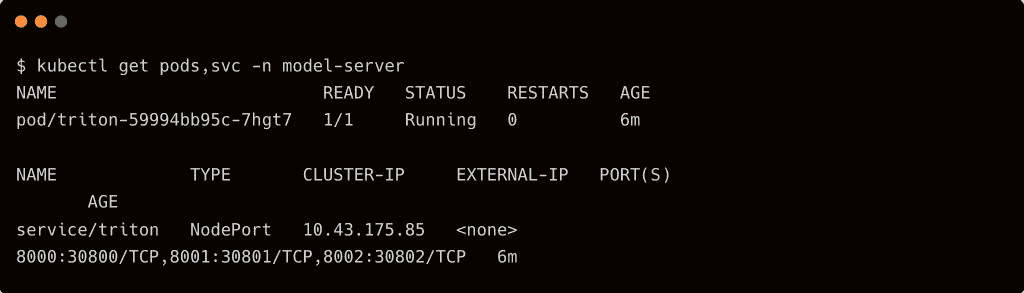 $ kubectl get pods,svc -n model-server
NAME                          READY   STATUS    RESTARTS   AGE
pod/triton-59994bb95c-7hgt7   1/1     Running   0          6m

NAME             TYPE       CLUSTER-IP     EXTERNAL-IP   PORT(S)
       AGE
service/triton   NodePort   10.43.175.85   <none>
8000:30800/TCP,8001:30801/TCP,8002:30802/TCP   6m